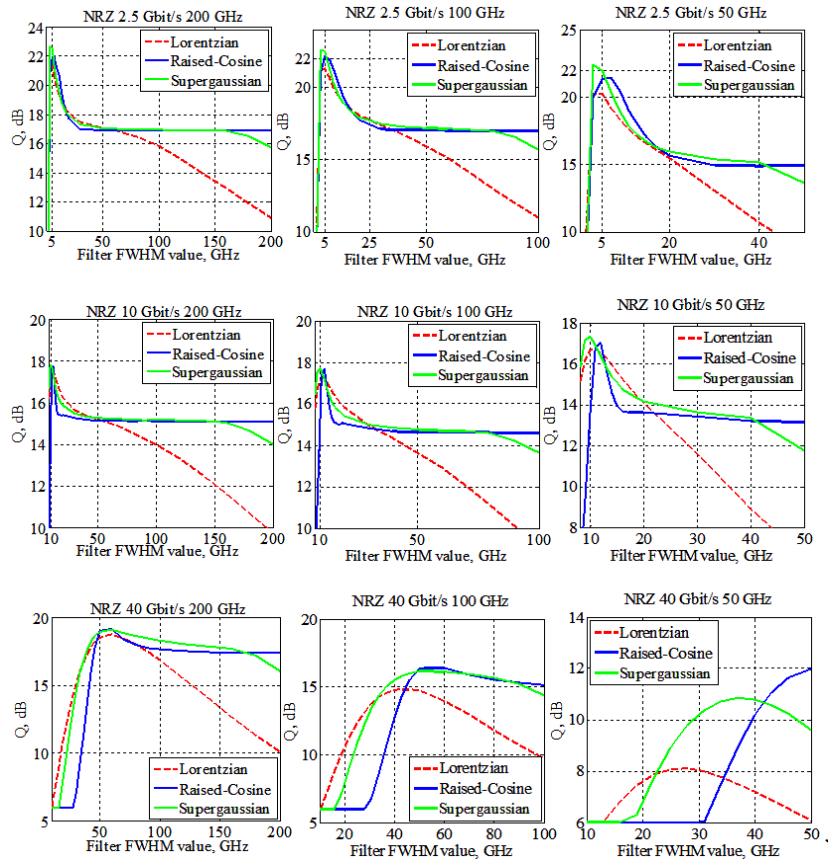 NRZ 2.5 Gbit/s 200 GHz
24
22
20
18
16
14
12
10
Q, dB
Lorentzian
Raised-Cosine
Supergaussian
5 50 100 150 200
Filter FWHM value, GHz
NRZ 2.5 Gbit/s 100 GHz
22
20
18
16
14
12
10
Q, dB
Lorentzian
Raised-Cosine
Supergaussian
5 25 50 100
Filter FWHM value, GHz
NRZ 2.5 Gbit/s 50 GHz
25
22
20
15
10
Q, dB
Lorentzian
Raised-Cosine
Supergaussian
5 20 40
Filter FWHM value, GHz
NRZ 10 Gbit/s 200 GHz
20
18
16
14
12
10
Q, dB
Lorentzian
Raised-Cosine
Supergaussian
10 50 100 150 200
Filter FWHM value, GHz
NRZ 10 Gbit/s 100 GHz
20
18
16
14
12
10
Q, dB
Lorentzian
Raised-Cosine
Supergaussian
10 50 100
Filter FWHM value, GHz
NRZ 10 Gbit/s 50 GHz
18
16
14
12
10
8
Q, dB
Lorentzian
Raised-Cosine
Supergaussian
10 20 30 40 50
Filter FWHM value, GHz
NRZ 40 Gbit/s 200 GHz
20
15
10
5
Q, dB
Lorentzian
Raised-Cosine
Supergaussian
50 100 150 200
Filter FWHM value, GHz
NRZ 40 Gbit/s 100 GHz
20
15
10
5
Q, dB
Lorentzian
Raised-Cosine
Supergaussian
20 40 60 80 100
Filter FWHM value, GHz
NRZ 40 Gbit/s 50 GHz
14
12
10
8
6
Q, dB
Lorentzian
Raised-Cosine
Supergaussian
10 20 30 40 50
Filter FWHM value, GHz
.